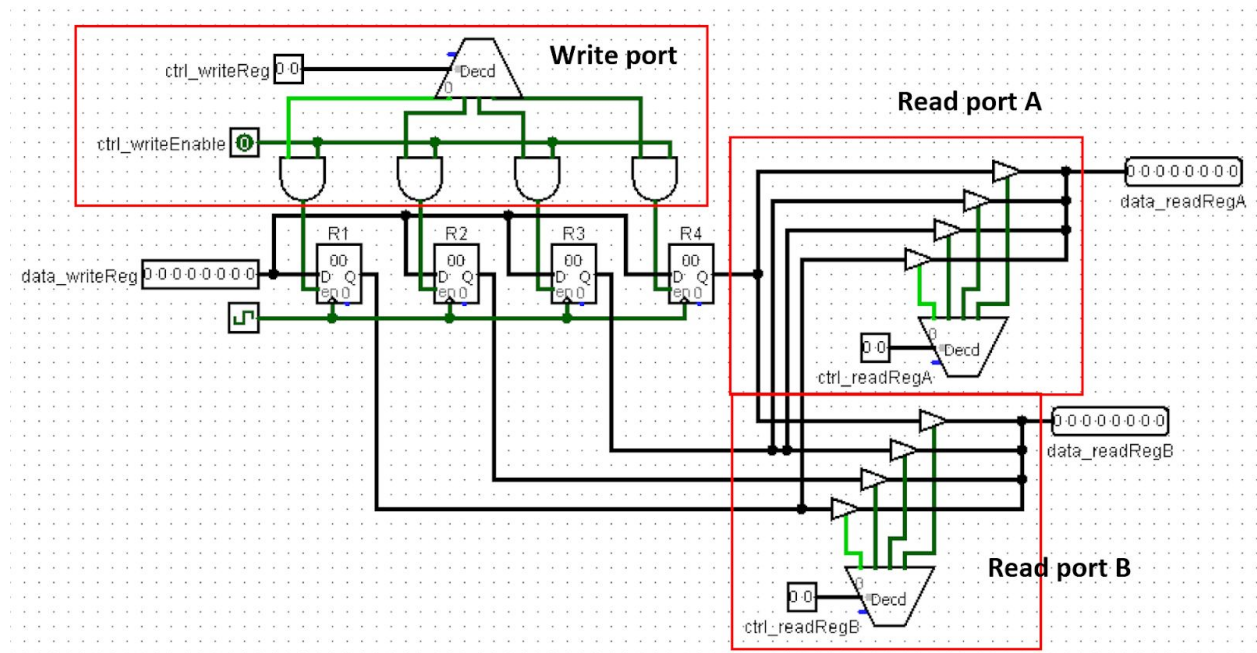 Write port
ctrl_writeReg
0 0
Decd
0
ctrl_writeEnable
0
Read port A
0 0 0 0 0 0 0 0
data_readRegA
R1
R2
R3
R4
00
00
00
00
data_writeReg
0 0 0 0 0 0 0 0
D Q
D Q
D Q
D Q
en 0
en 0
en 0
en 0
0
0 0
Decd
ctrl_readRegA
0 0 0 0 0 0 0 0
data_readRegB
Read port B
0
0 0
Decd
ctrl_readRegB